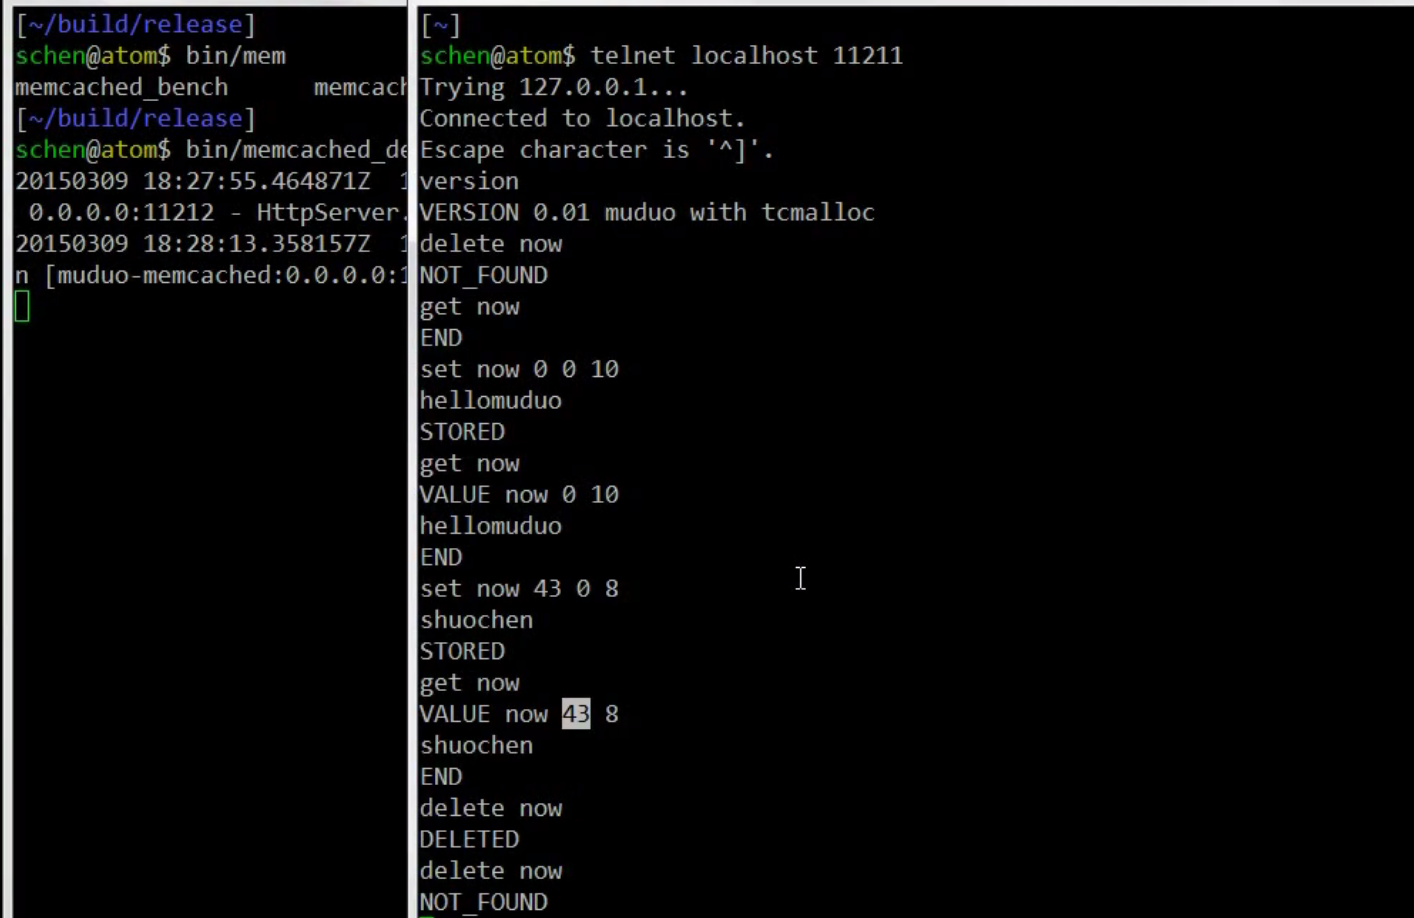 [~/build/release]
schen@atom$ bin/mem
memcached_bench memcach
[~/build/release]
schen@atom$ bin/memcached_de
20150309 18:27:55.464871Z 1
0.0.0.0:11212 - HttpServer.
20150309 18:28:13.358157Z 1
n [muduo-memcached:0.0.0.0:1
[~]
schen@atom$ telnet localhost 11211
Trying 127.0.0.1...
Connected to localhost.
Escape character is '^]'.
version
VERSION 0.01 muduo with tcmalloc
delete now
NOT_FOUND
get now
END
set now 0 0 10
hellomuduo
STORED
get now
VALUE now 0 10
hellomuduo
END
set now 43 0 8
shuochen
STORED
get now
VALUE now 43 8
shuochen
END
delete now
DELETED
delete now
NOT_FOUND